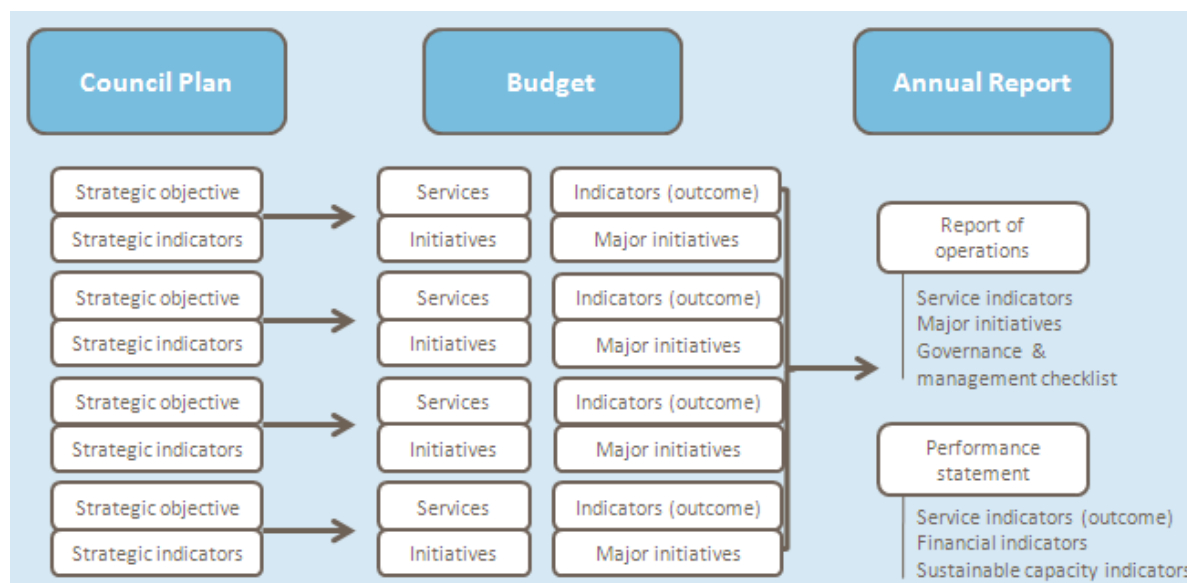 Council Plan
Budget
Annual Report
Strategic objective
Strategic indicators
Services
Initiatives
Indicators (outcome)
Major initiatives
Strategic objective
Strategic indicators
Services
Initiatives
Indicators (outcome)
Major initiatives
Strategic objective
Strategic indicators
Services
Initiatives
Indicators (outcome)
Major initiatives
Strategic objective
Strategic indicators
Services
Initiatives
Indicators (outcome)
Major initiatives
Report of
operations
Service indicators
Major initiatives
Governance &
management checklist
Performance
statement
Service indicators (outcome)
Financial indicators
Sustainable capacity indicators